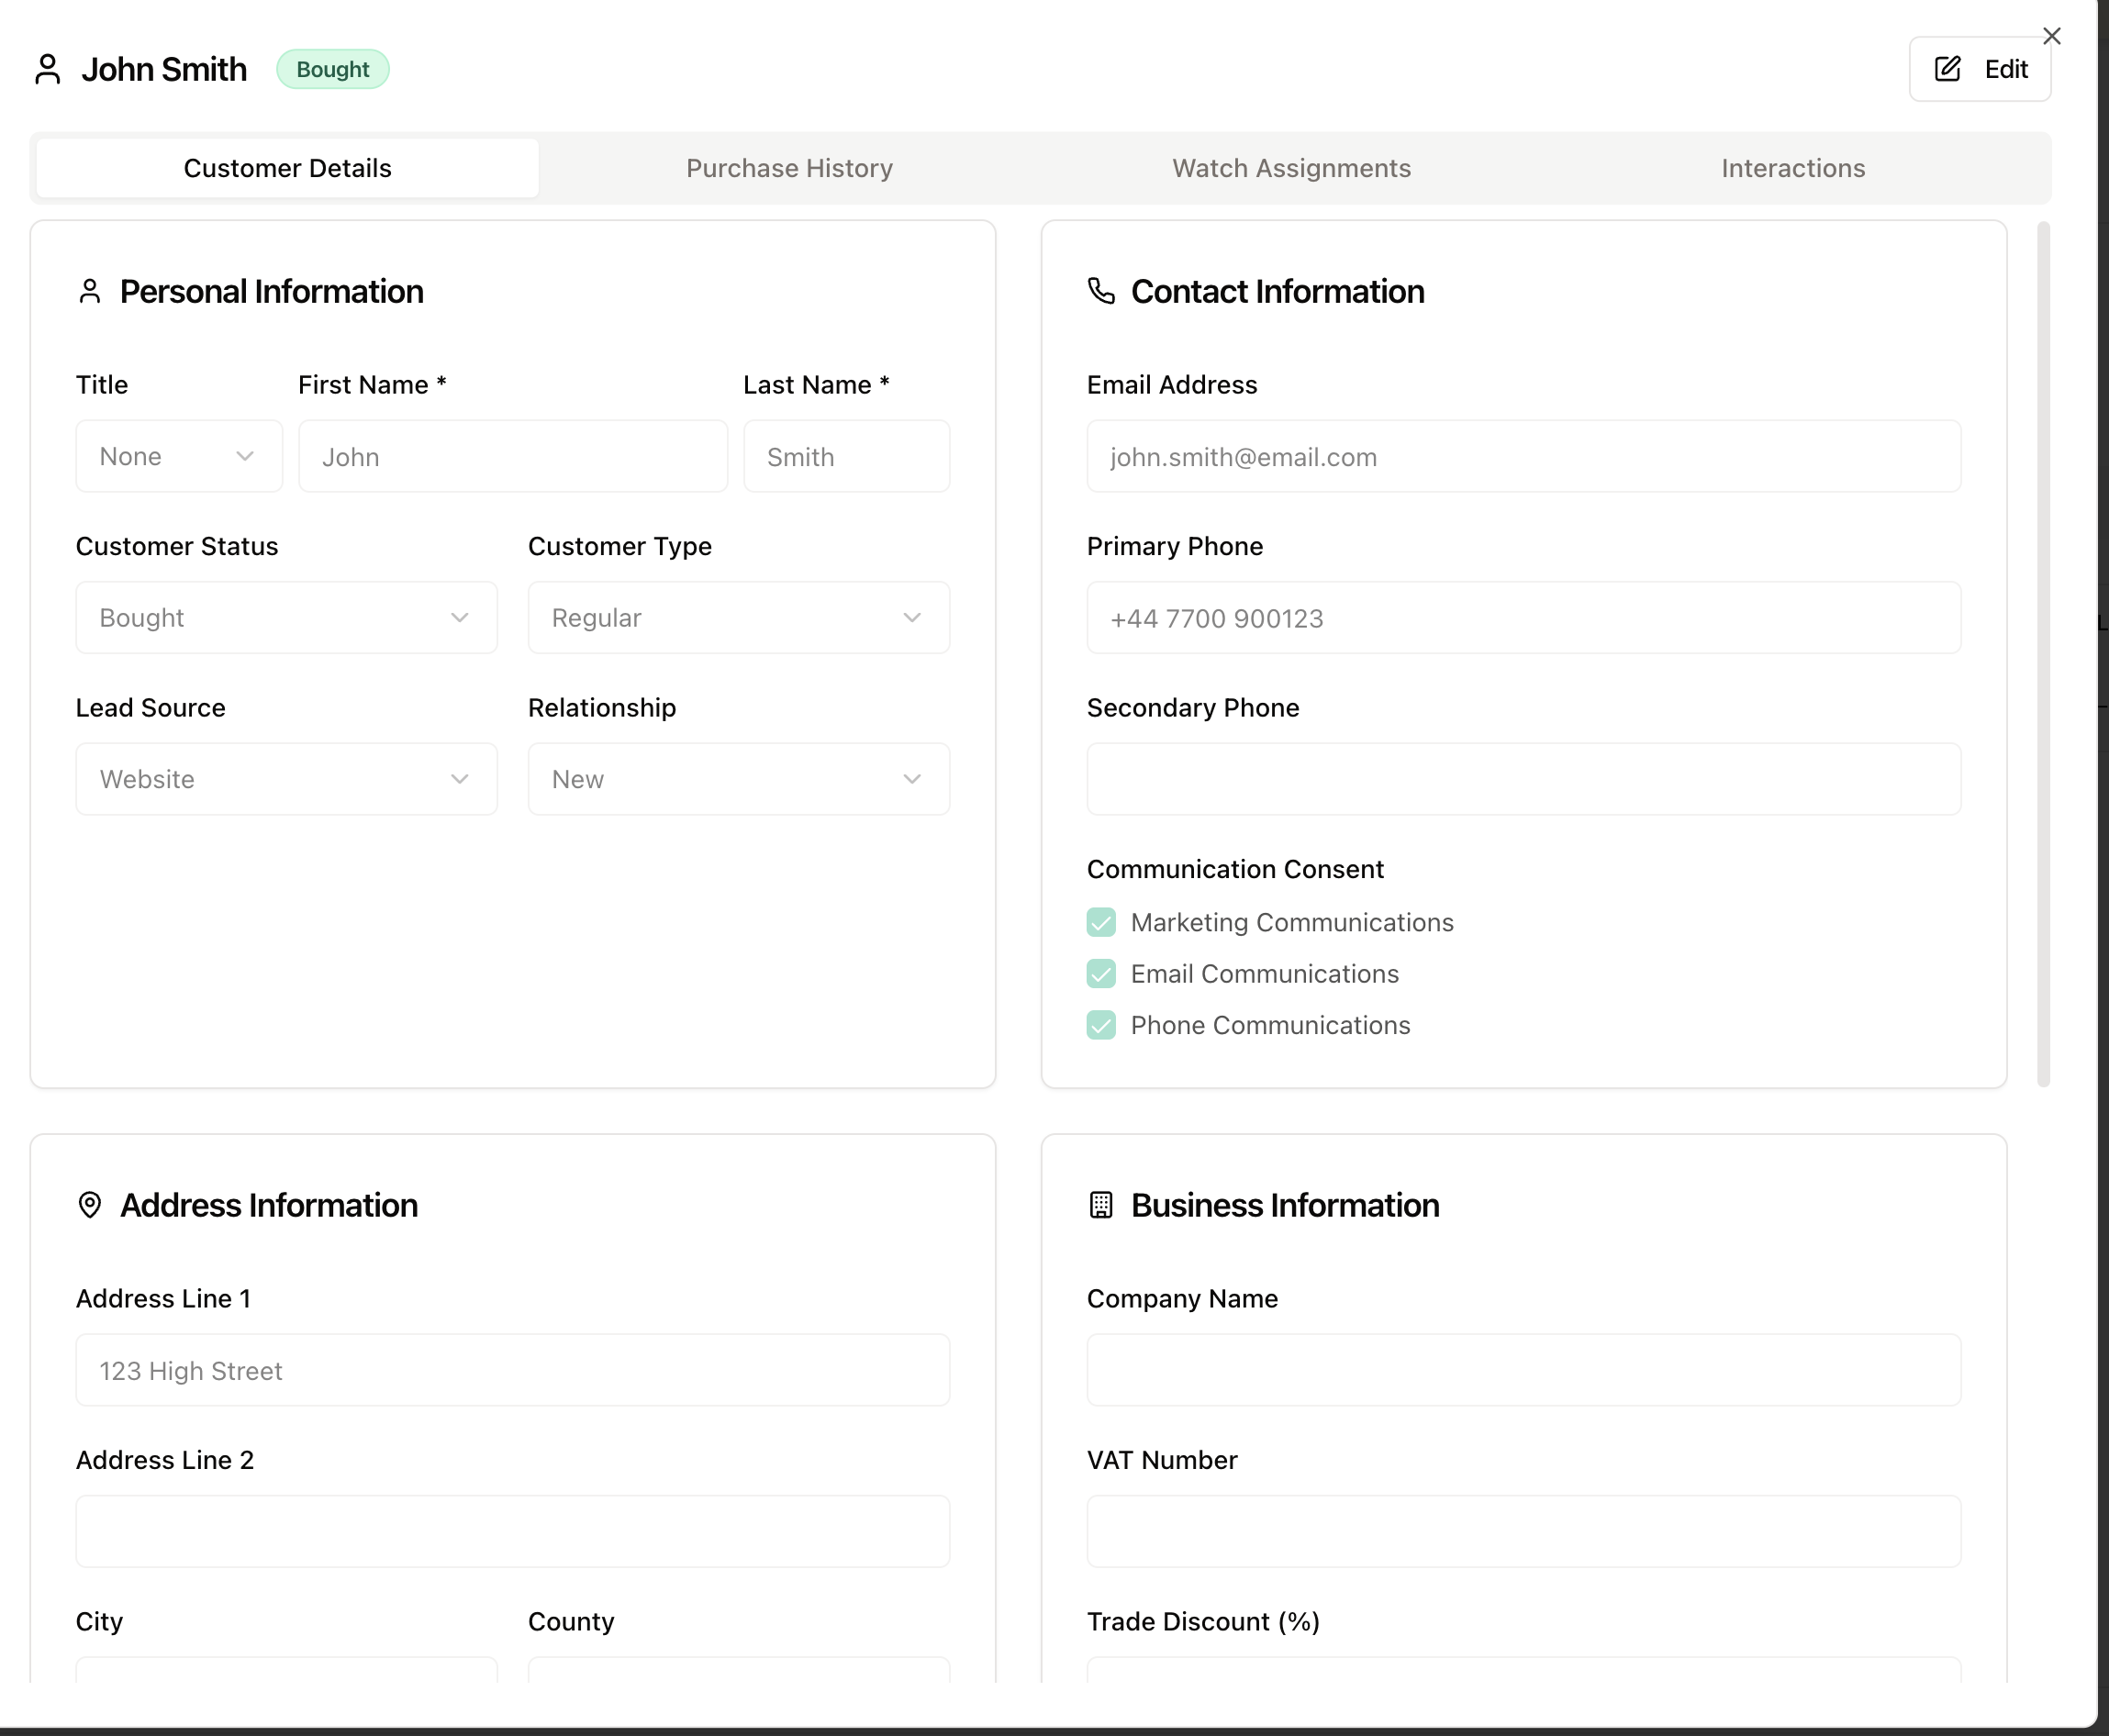 John Smith Bought Edit
Customer Details Purchase History Watch Assignments Interactions
Personal Information
Title First Name * Last Name *
None John Smith
Customer Status Customer Type
Bought Regular
Lead Source Relationship
Website New
Contact Information
Email Address
john.smith@email.com
Primary Phone
+44 7700 900123
Secondary Phone
Communication Consent
Marketing Communications
Email Communications
Phone Communications
Address Information
Address Line 1
123 High Street
Address Line 2
City County
Business Information
Company Name
VAT Number
Trade Discount (%)